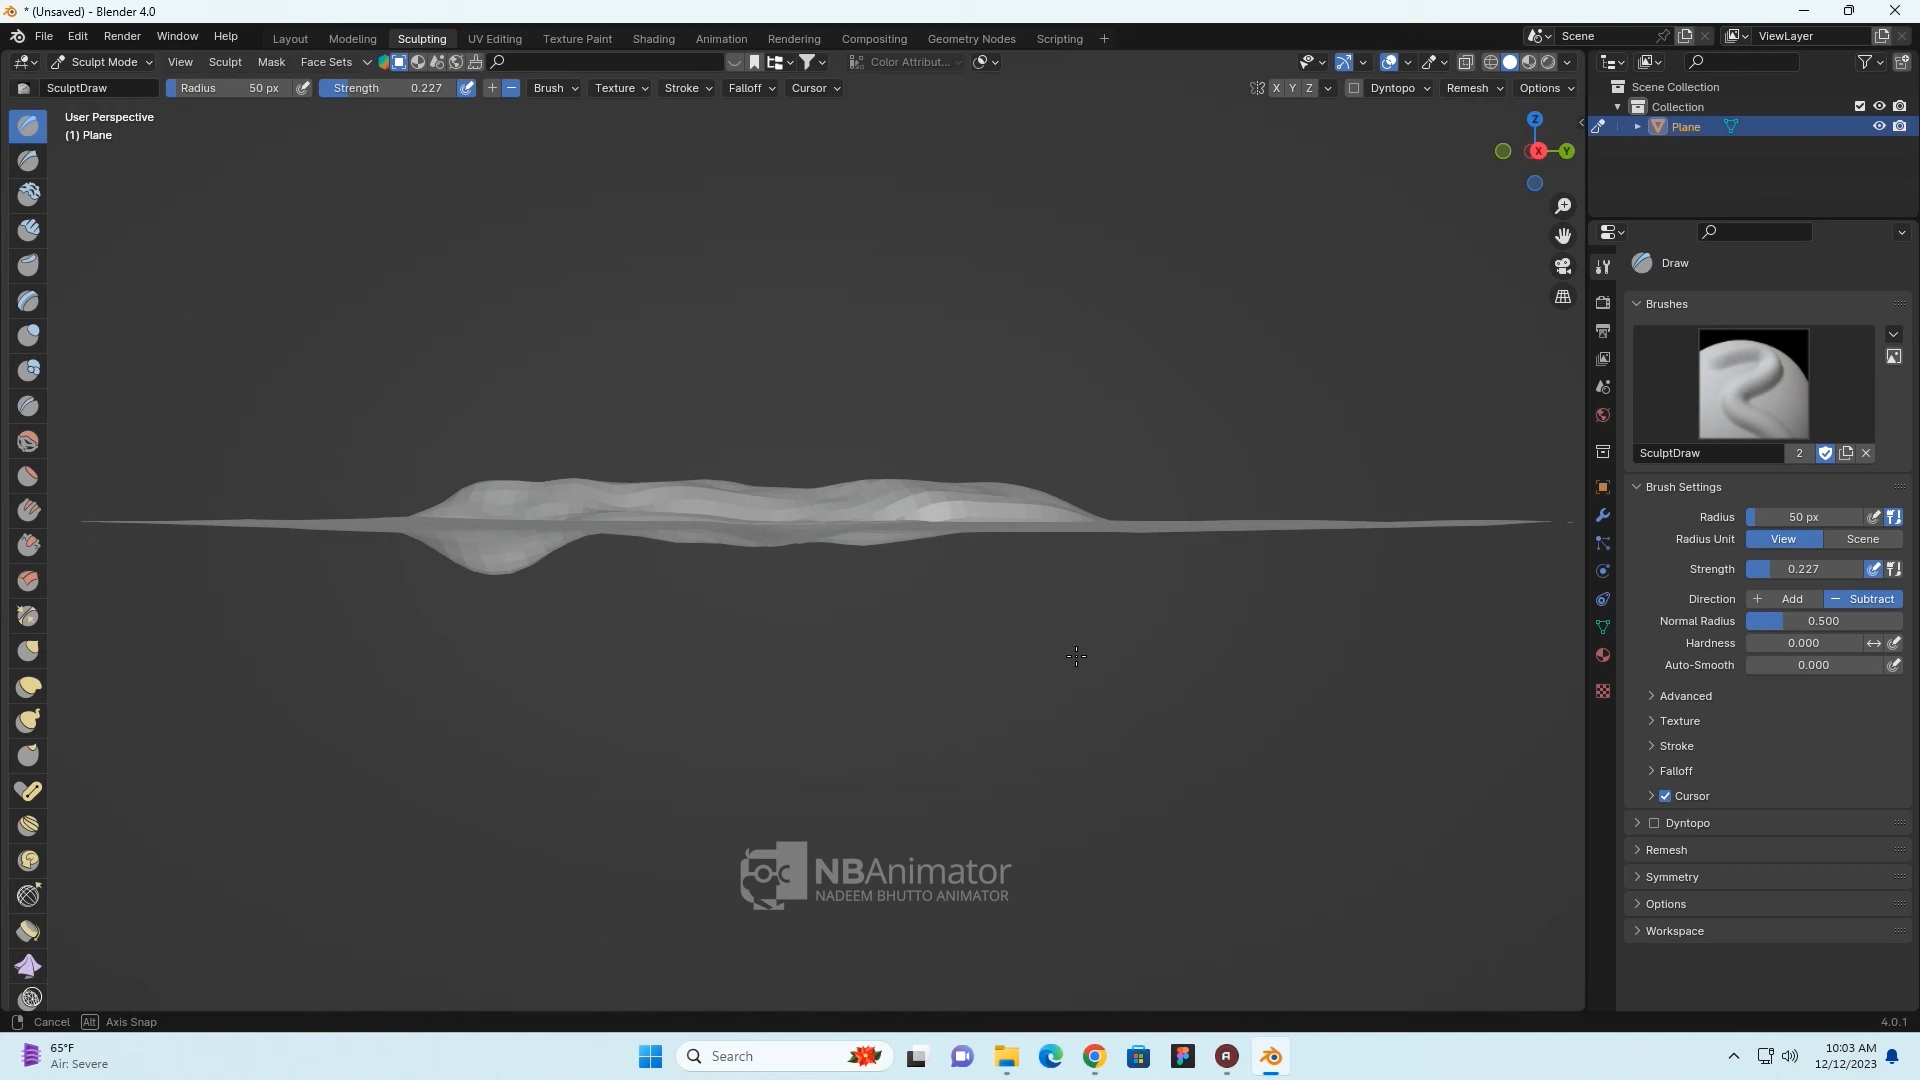 * (Unsaved) - Blender 4.0
File Edit Render Window Help
Layout Modeling Sculpting UV Editing Texture Paint Shading Animation Rendering Compositing Geometry Nodes Scripting +
Scene
ViewLayer
Sculpt Mode View Sculpt Mask Face Sets
Color Attribut...
SculptDraw Radius 50 px Strength 0.227 Brush Texture Stroke Falloff Cursor
X Y Z Dyntopo Remesh Options
User Perspective
(1) Plane
Z
X
Y
Scene Collection
Collection
Plane
Draw
Brushes
SculptDraw 2
Brush Settings
Radius 50 px
Radius Unit View Scene
Strength 0.227
Direction + Add − Subtract
Normal Radius 0.500
Hardness 0.000
Auto-Smooth 0.000
Advanced
Texture
Stroke
Falloff
Cursor
Dyntopo
Remesh
Symmetry
Options
Workspace
NBAnimator
NADEEM BHUTTO ANIMATOR
Cancel Alt Axis Snap
4.0.1
65°F
Air: Severe
Search
10:03 AM
12/12/2023